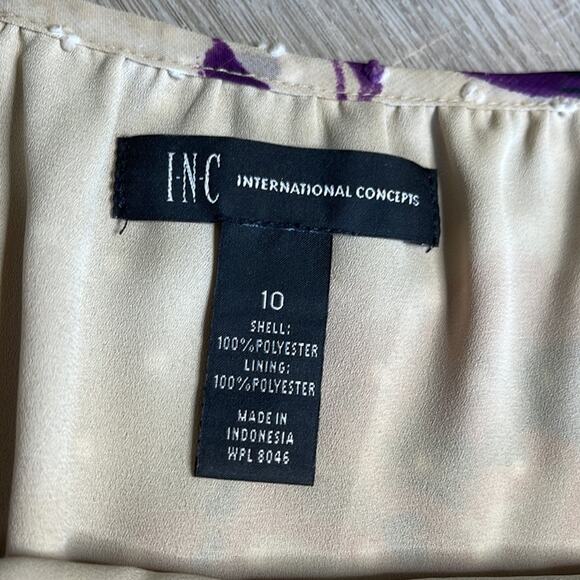 I·N·C INTERNATIONAL CONCEPTS
10
SHELL:
100%POLYESTER
LINING:
100%POLYESTER
MADE IN
INDONESIA
WPL 8046